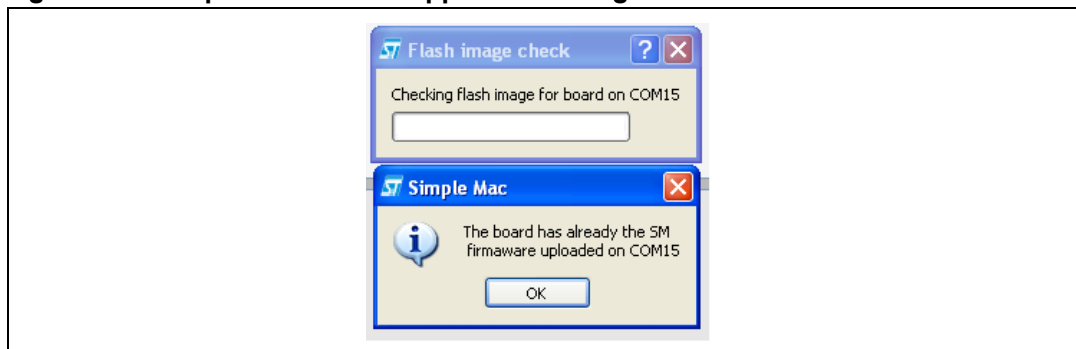 Flash image check
Checking flash image for board on COM15
Simple Mac
The board has already the SM
firmaware uploaded on COM15
OK